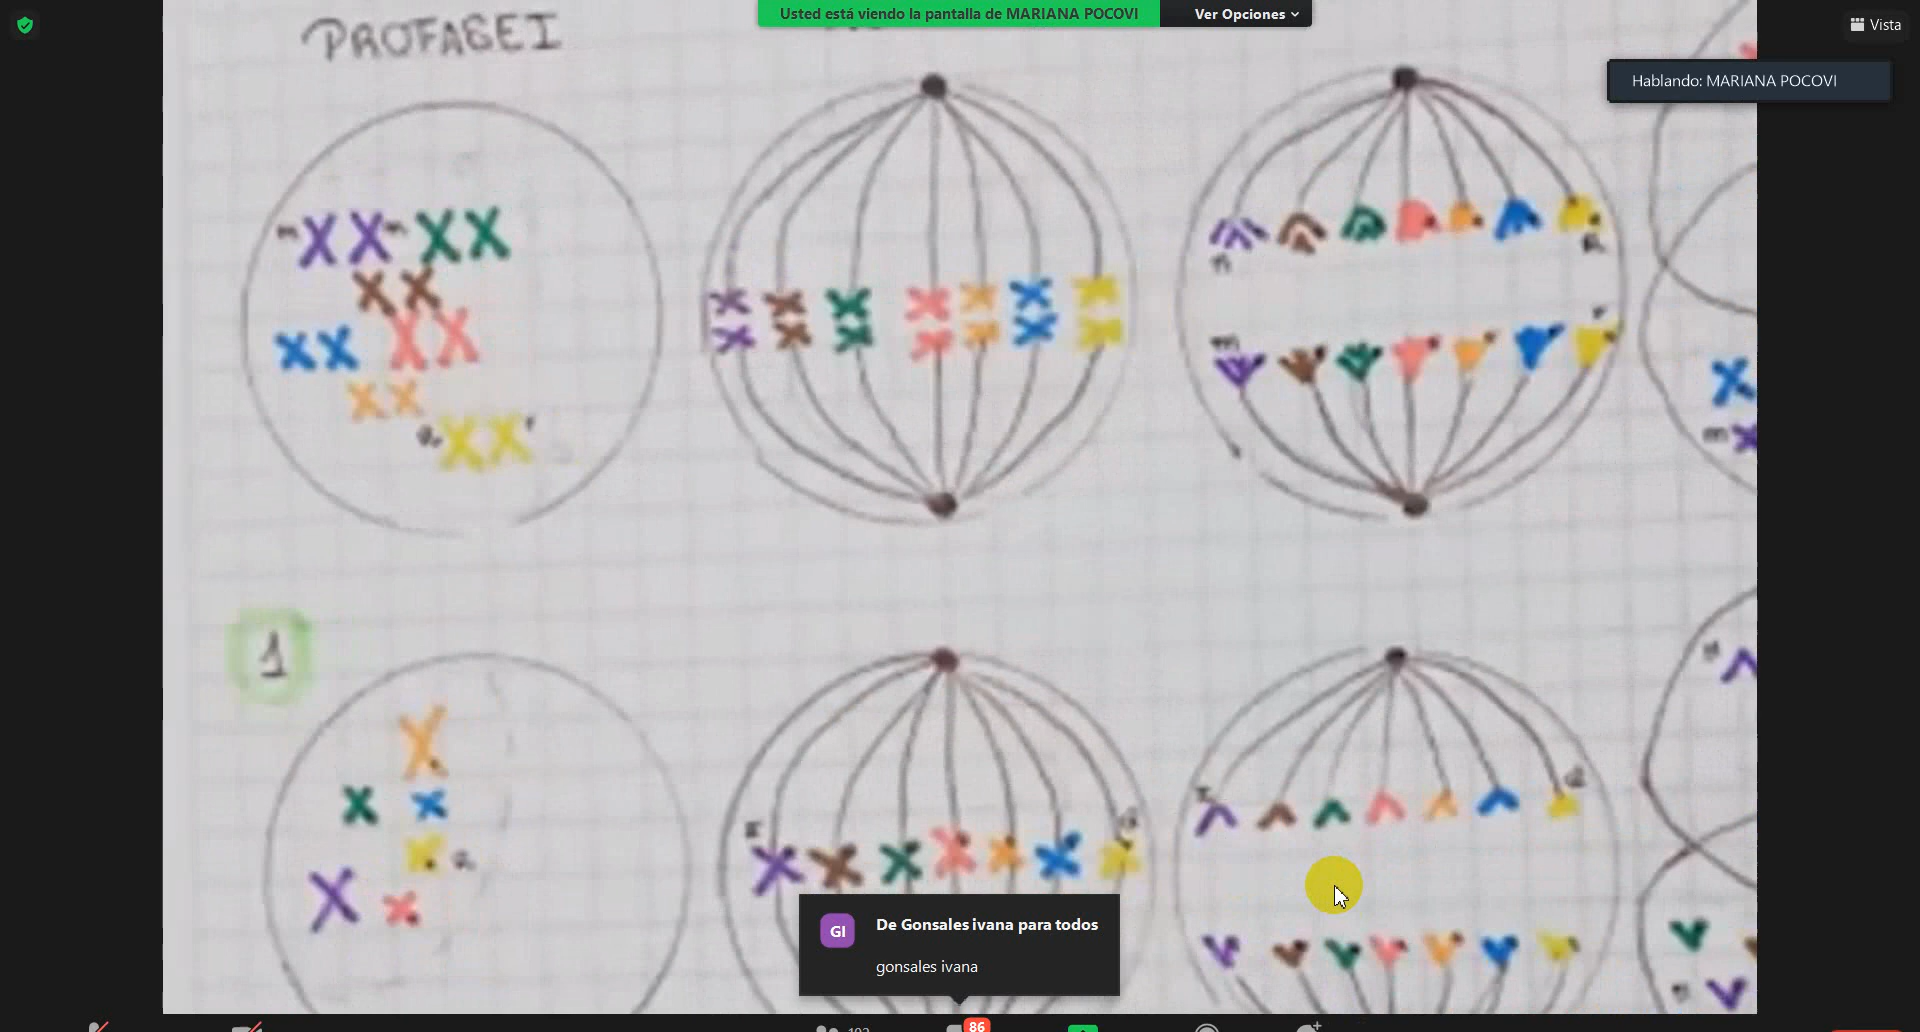 Usted está viendo la pantalla de MARIANA POCOVI
Ver Opciones
Vista
Hablando: MARIANA POCOVI
PROFASE I
m
m
n
R
m
r
r
m
1
GI
De Gonsales ivana para todos
gonsales ivana
86